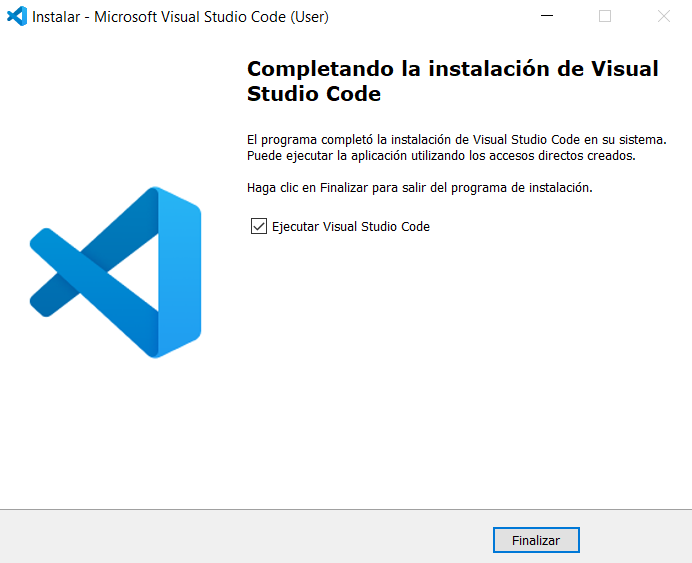 Instalar - Microsoft Visual Studio Code (User)
Completando la instalación de Visual
Studio Code
El programa completó la instalación de Visual Studio Code en su sistema.
Puede ejecutar la aplicación utilizando los accesos directos creados.
Haga clic en Finalizar para salir del programa de instalación.
Ejecutar Visual Studio Code
Finalizar